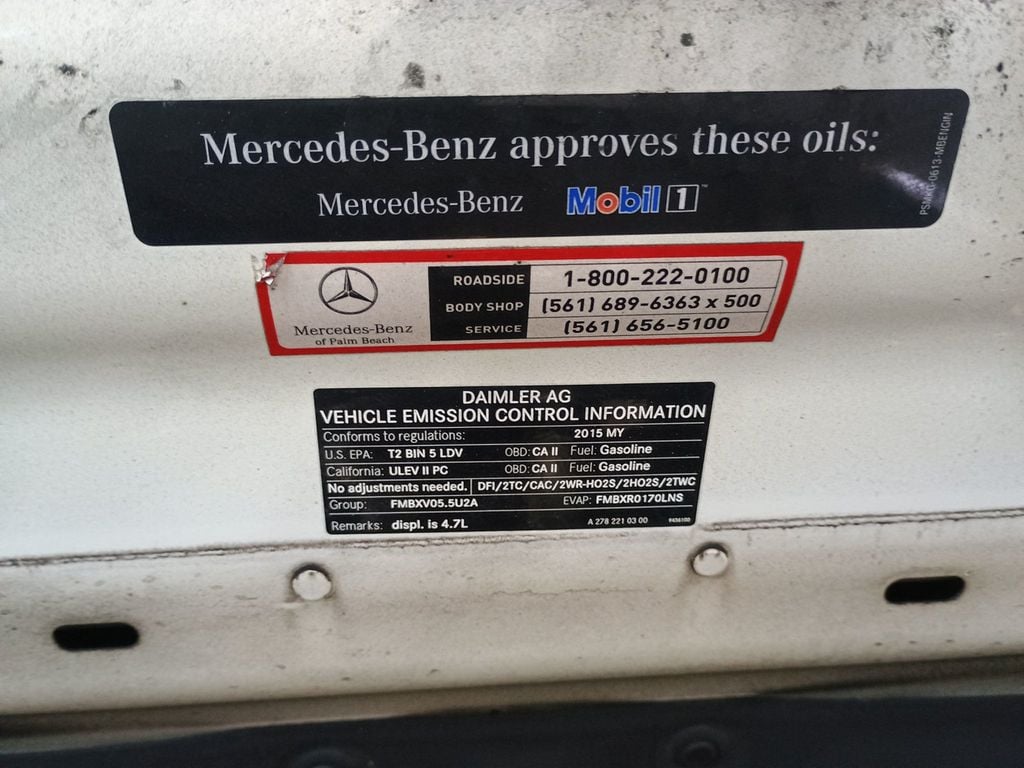 Mercedes-Benz approves these oils:
Mercedes-Benz Mobil 1™
PSMKG-0613-MBENGIN
Mercedes-Benz
of Palm Beach
ROADSIDE 1-800-222-0100
BODY SHOP (561) 689-6363 x 500
SERVICE (561) 656-5100
DAIMLER AG
VEHICLE EMISSION CONTROL INFORMATION
Conforms to regulations: 2015 MY
U.S. EPA: T2 BIN 5 LDV OBD: CA II Fuel: Gasoline
California: ULEV II PC OBD: CA II Fuel: Gasoline
No adjustments needed. DFI/2TC/CAC/2WR-HO2S/2HO2S/2TWC
Group: FMBXV05.5U2A EVAP: FMBXR0170LNS
Remarks: displ. is 4.7L A 278 221 03 00